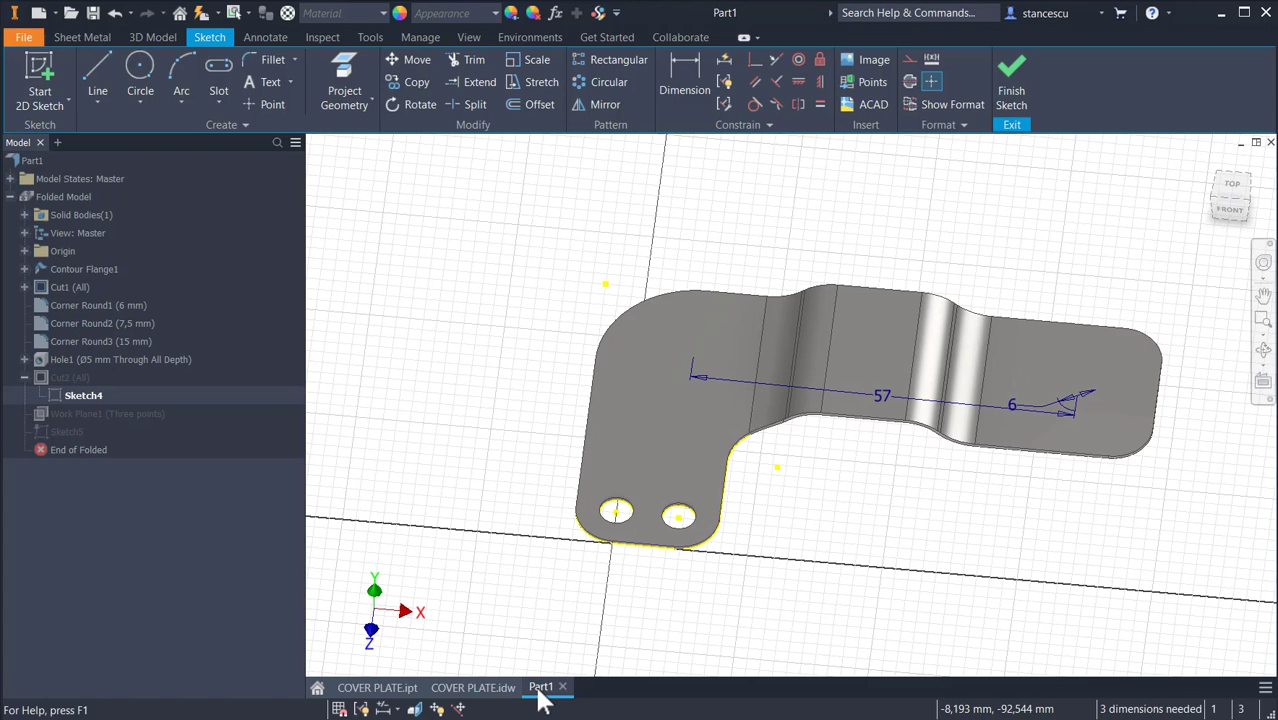 Material
Appearance
Part1
Search Help & Commands...
stancescu
File
Sheet Metal
3D Model
Sketch
Annotate
Inspect
Tools
Manage
View
Environments
Get Started
Collaborate
Start
2D Sketch
Line
Circle
Arc
Slot
Fillet
Text
Point
Project
Geometry
Move
Copy
Rotate
Trim
Extend
Split
Scale
Stretch
Offset
Rectangular
Circular
Mirror
Dimension
Image
Points
ACAD
Show Format
Finish
Sketch
Sketch
Create
Modify
Pattern
Constrain
Insert
Format
Exit
Model
Part1
Model States: Master
Folded Model
Solid Bodies(1)
View: Master
Origin
Contour Flange1
Cut1 (All)
Corner Round1 (6 mm)
Corner Round2 (7,5 mm)
Corner Round3 (15 mm)
Hole1 (Ø5 mm Through All Depth)
Cut2 (All)
Sketch4
Work Plane1 (Three points)
Sketch5
End of Folded
TOP
FRONT
57
6
Y
X
Z
COVER PLATE.ipt
COVER PLATE.idw
Part1
For Help, press F1
-8,193 mm, -92,544 mm
3 dimensions needed
1
3